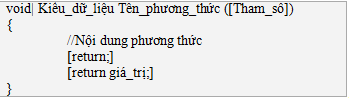 void| Kiểu_dữ_liệu Tên_phương_thức ([Tham_số])
{
//Nội dung phương thức
[return;]
[return giá_trị;]
}